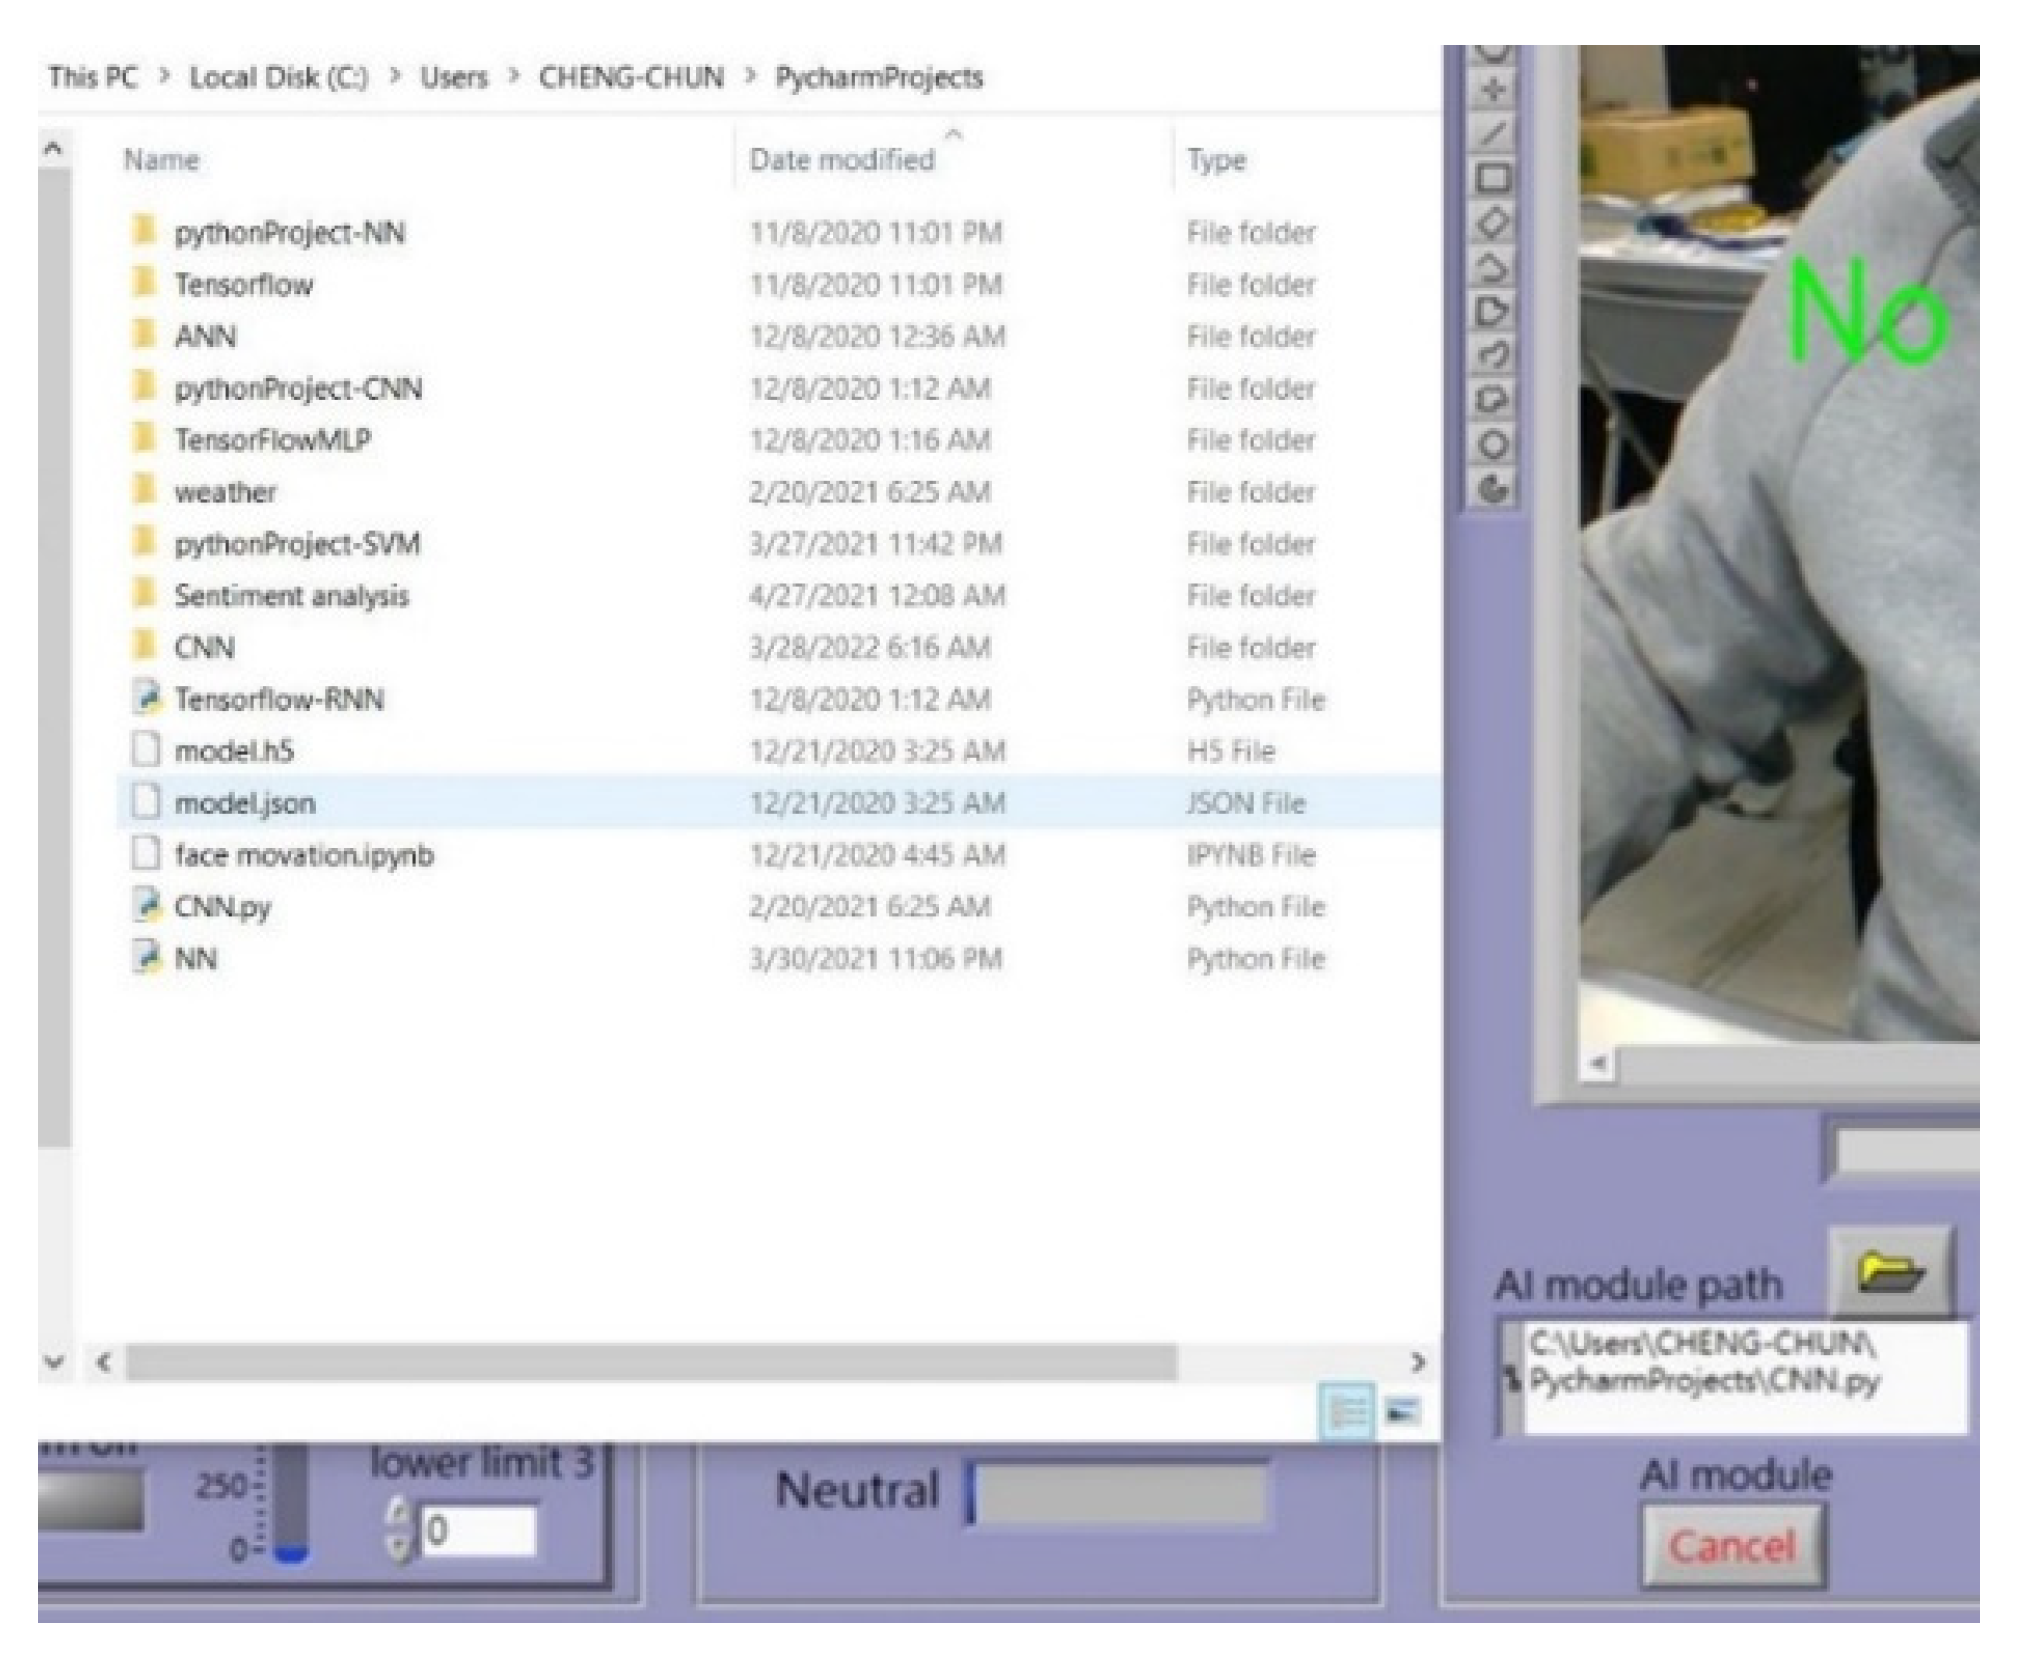 This PC > Local Disk (C:) > Users > CHENG-CHUN > PycharmProjects
Name Date modified Type
pythonProject-NN 11/8/2020 11:01 PM File folder
Tensorflow 11/8/2020 11:01 PM File folder
ANN 12/8/2020 12:36 AM File folder
pythonProject-CNN 12/8/2020 1:12 AM File folder
TensorFlowMLP 12/8/2020 1:16 AM File folder
weather 2/20/2021 6:25 AM File folder
pythonProject-SVM 3/27/2021 11:42 PM File folder
Sentiment analysis 4/27/2021 12:08 AM File folder
CNN 3/28/2022 6:16 AM File folder
Tensorflow-RNN 12/8/2020 1:12 AM Python File
model.h5 12/21/2020 3:25 AM H5 File
model.json 12/21/2020 3:25 AM JSON File
face movation.ipynb 12/21/2020 4:45 AM IPYNB File
CNN.py 2/20/2021 6:25 AM Python File
NN 3/30/2021 11:06 PM Python File
No
AI module path
C:\Users\CHENG-CHUN\
PycharmProjects\CNN.py
AI module
Cancel
250
0
lower limit 3
0
Neutral